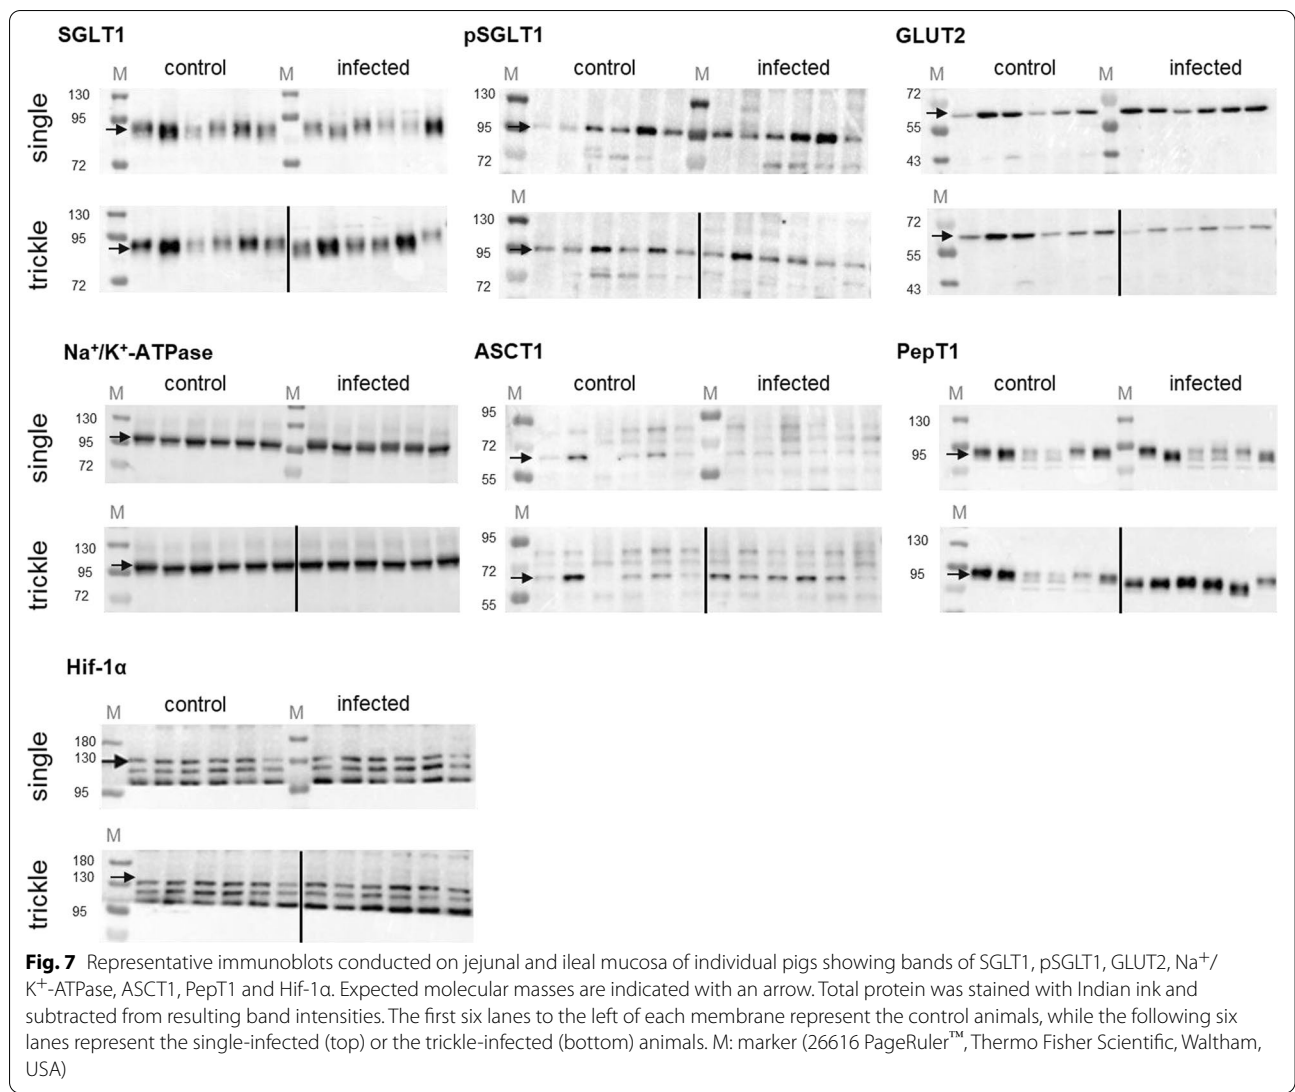 SGLT1
M control M infected
single
130
95
72
trickle
130
95
72
pSGLT1
M control M infected
130
95
72
M
130
95
72
GLUT2
M control M infected
72
55
43
M
72
55
43
Na⁺/K⁺-ATPase
M control M infected
single
130
95
72
M
trickle
130
95
72
ASCT1
M control M infected
95
72
55
M
95
72
55
PepT1
M control M infected
130
95
M
130
95
Hif-1α
M control M infected
single
180
130
95
M
trickle
180
130
95
Fig. 7 Representative immunoblots conducted on jejunal and ileal mucosa of individual pigs showing bands of SGLT1, pSGLT1, GLUT2, Na⁺/
K⁺-ATPase, ASCT1, PepT1 and Hif-1α. Expected molecular masses are indicated with an arrow. Total protein was stained with Indian ink and
subtracted from resulting band intensities. The first six lanes to the left of each membrane represent the control animals, while the following six
lanes represent the single-infected (top) or the trickle-infected (bottom) animals. M: marker (26616 PageRuler™, Thermo Fisher Scientific, Waltham,
USA)